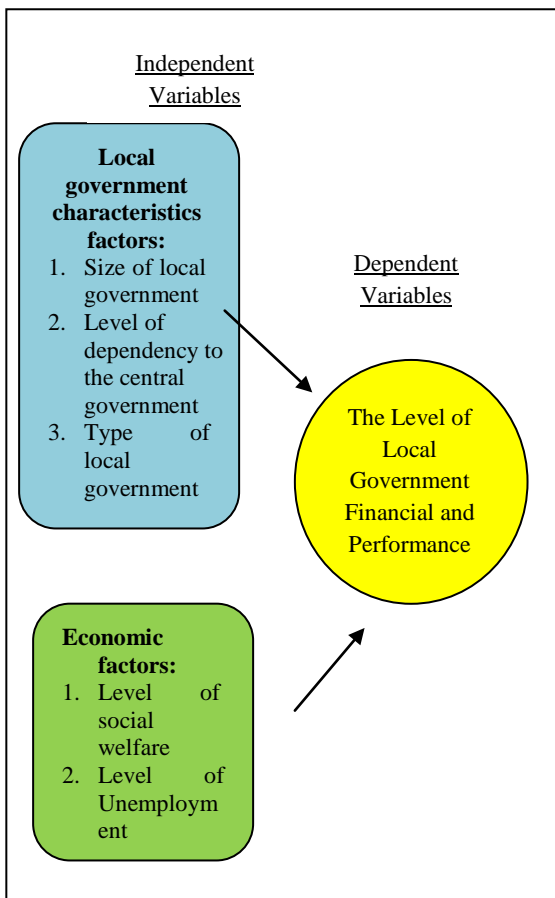 Independent
Variables
Local
government
characteristics
factors:
1. Size of local
government
2. Level of
dependency to
the central
government
3. Type of
local
government
Dependent
Variables
The Level of
Local
Government
Financial and
Performance
Economic
factors:
1. Level of
social
welfare
2. Level of
Unemploym
ent